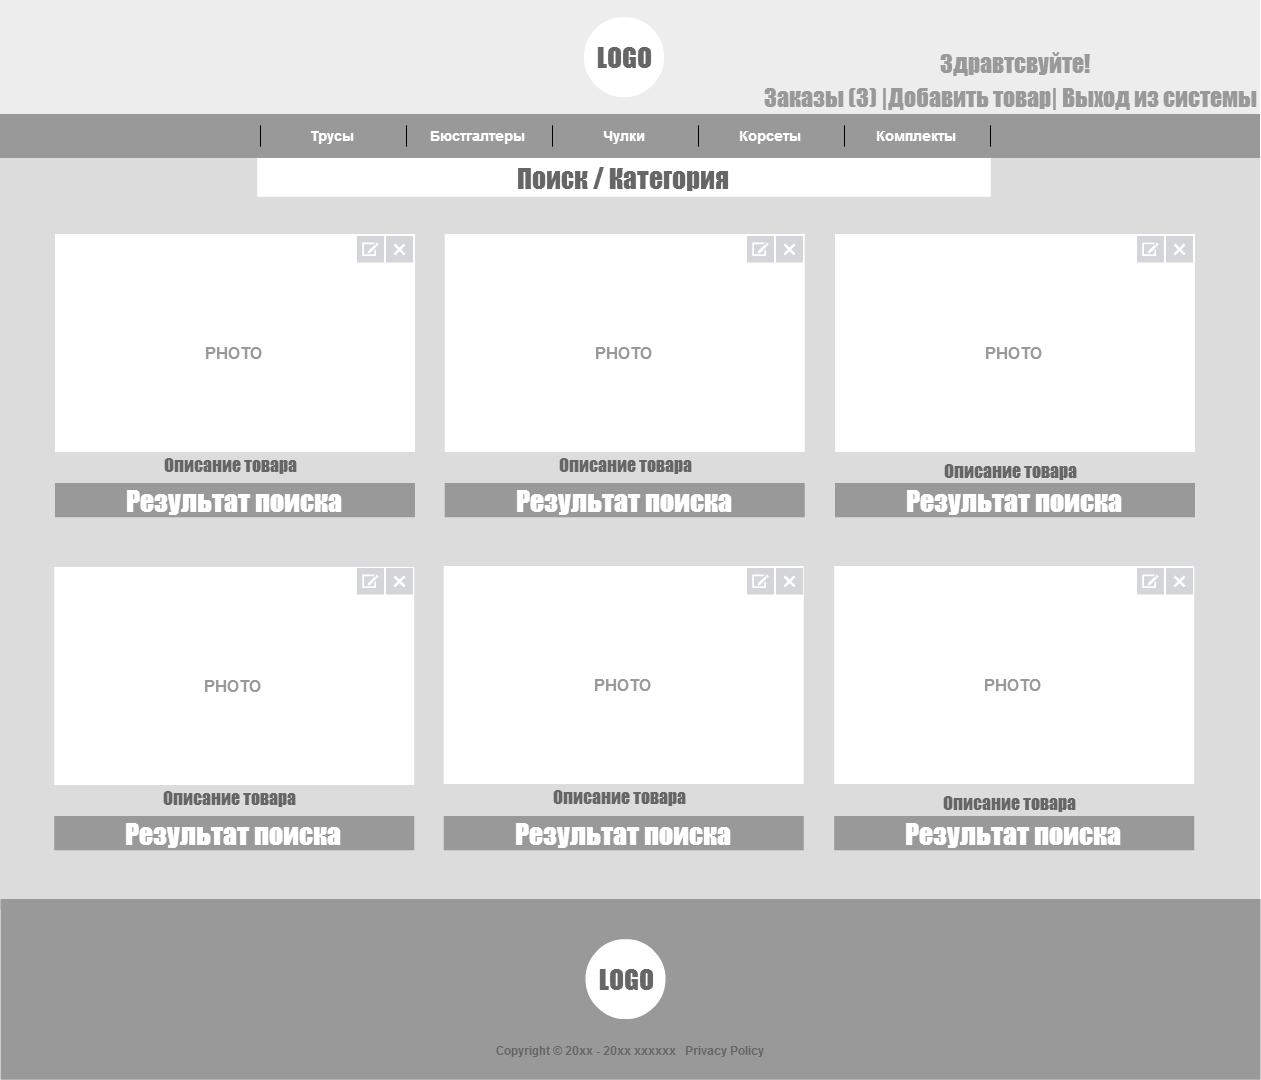 LOGO
Здравтсвуйте!
Заказы (3) |Добавить товар| Выход из системы
Трусы Бюстгалтеры Чулки Корсеты Комплекты
Поиск / Категория
PHOTO PHOTO PHOTO
Описание товара Описание товара Описание товара
Результат поиска Результат поиска Результат поиска
PHOTO PHOTO PHOTO
Описание товара Описание товара Описание товара
Результат поиска Результат поиска Результат поиска
LOGO
Copyright © 20xx - 20xx xxxxxx Privacy Policy